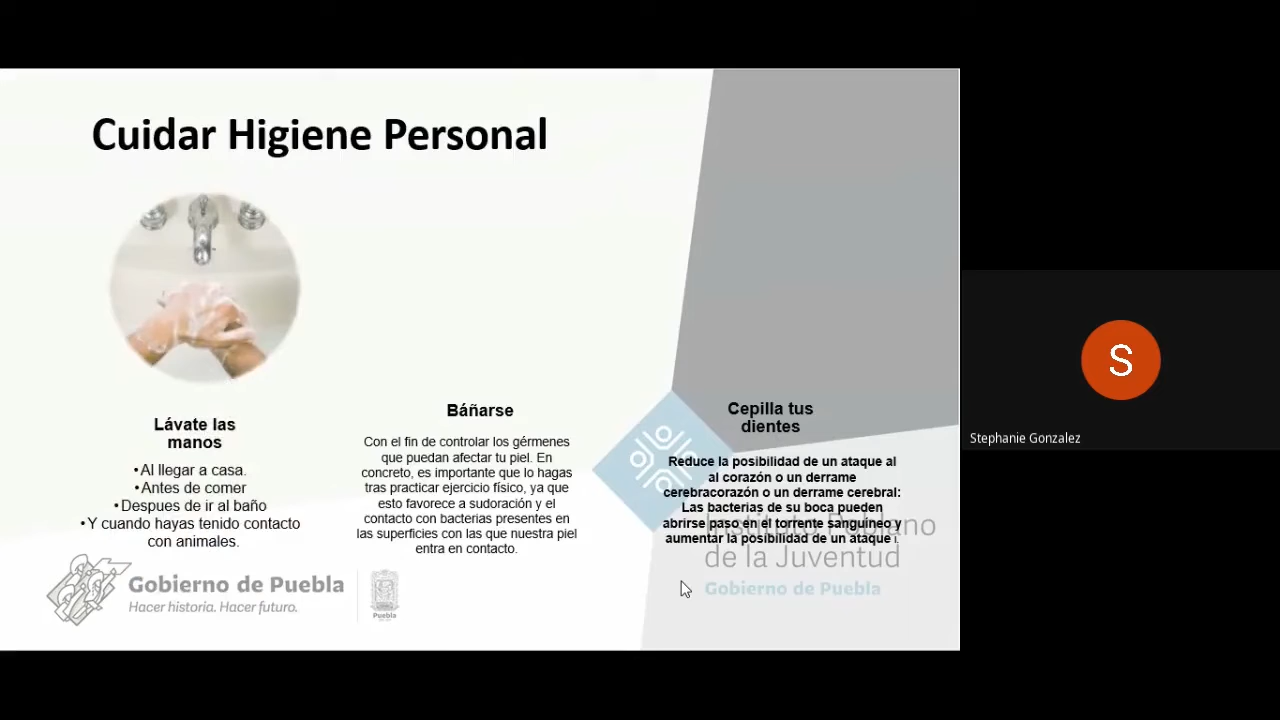 Cuidar Higiene Personal
Lávate las
manos
•Al llegar a casa.
•Antes de comer
•Despues de ir al baño
•Y cuando hayas tenido contacto
con animales.
Báñarse
Con el fin de controlar los gérmenes
que puedan afectar tu piel. En
concreto, es importante que lo hagas
tras practicar ejercicio físico, ya que
esto favorece a sudoración y el
contacto con bacterias presentes en
las superficies con las que nuestra piel
entra en contacto.
Cepilla tus
dientes
Reduce la posibilidad de un ataque al
al corazón o un derrame
cerebracorazón o un derrame cerebral:
Las bacterias de su boca pueden
abrirse paso en el torrente sanguíneo y
aumentar la posibilidad de un ataque
Instituto Poblano
de la Juventud
Gobierno de Puebla
Gobierno de Puebla
Hacer historia. Hacer futuro.
Puebla
S
Stephanie Gonzalez